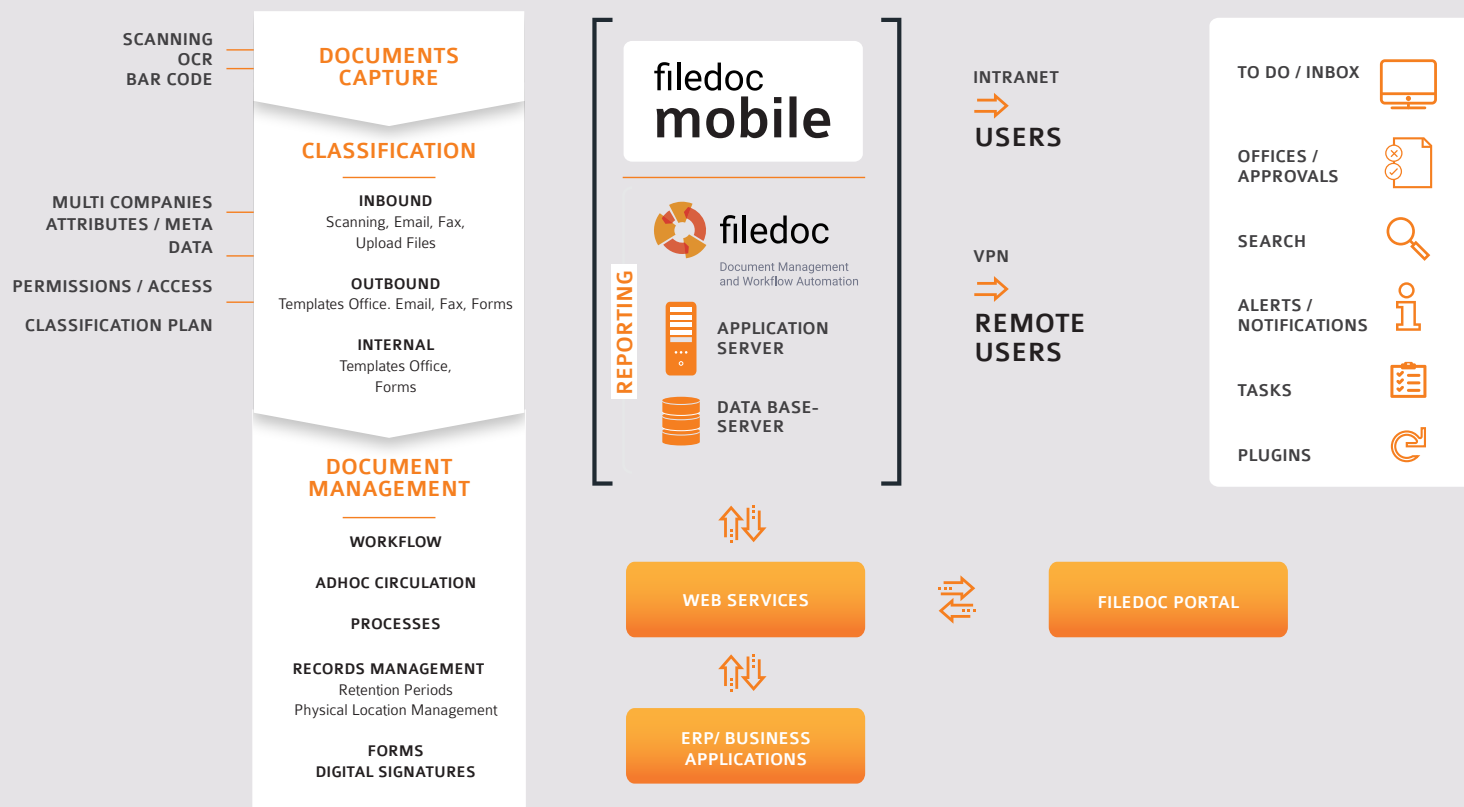 SCANNING
OCR
BAR CODE
MULTI COMPANIES
ATTRIBUTES / META
DATA
PERMISSIONS / ACCESS
CLASSIFICATION PLAN
DOCUMENTS
CAPTURE
CLASSIFICATION
INBOUND
Scanning, Email, Fax,
Upload Files
OUTBOUND
Templates Office. Email, Fax, Forms
INTERNAL
Templates Office,
Forms
DOCUMENT
MANAGEMENT
WORKFLOW
ADHOC CIRCULATION
PROCESSES
RECORDS MANAGEMENT
Retention Periods
Physical Location Management
FORMS
DIGITAL SIGNATURES
filedoc
mobile
REPORTING
filedoc
Document Management
and Workflow Automation
APPLICATION
SERVER
DATA BASE-
SERVER
WEB SERVICES
ERP/ BUSINESS
APPLICATIONS
INTRANET
USERS
VPN
REMOTE
USERS
FILEDOC PORTAL
TO DO / INBOX
OFFICES /
APPROVALS
SEARCH
ALERTS /
NOTIFICATIONS
TASKS
PLUGINS